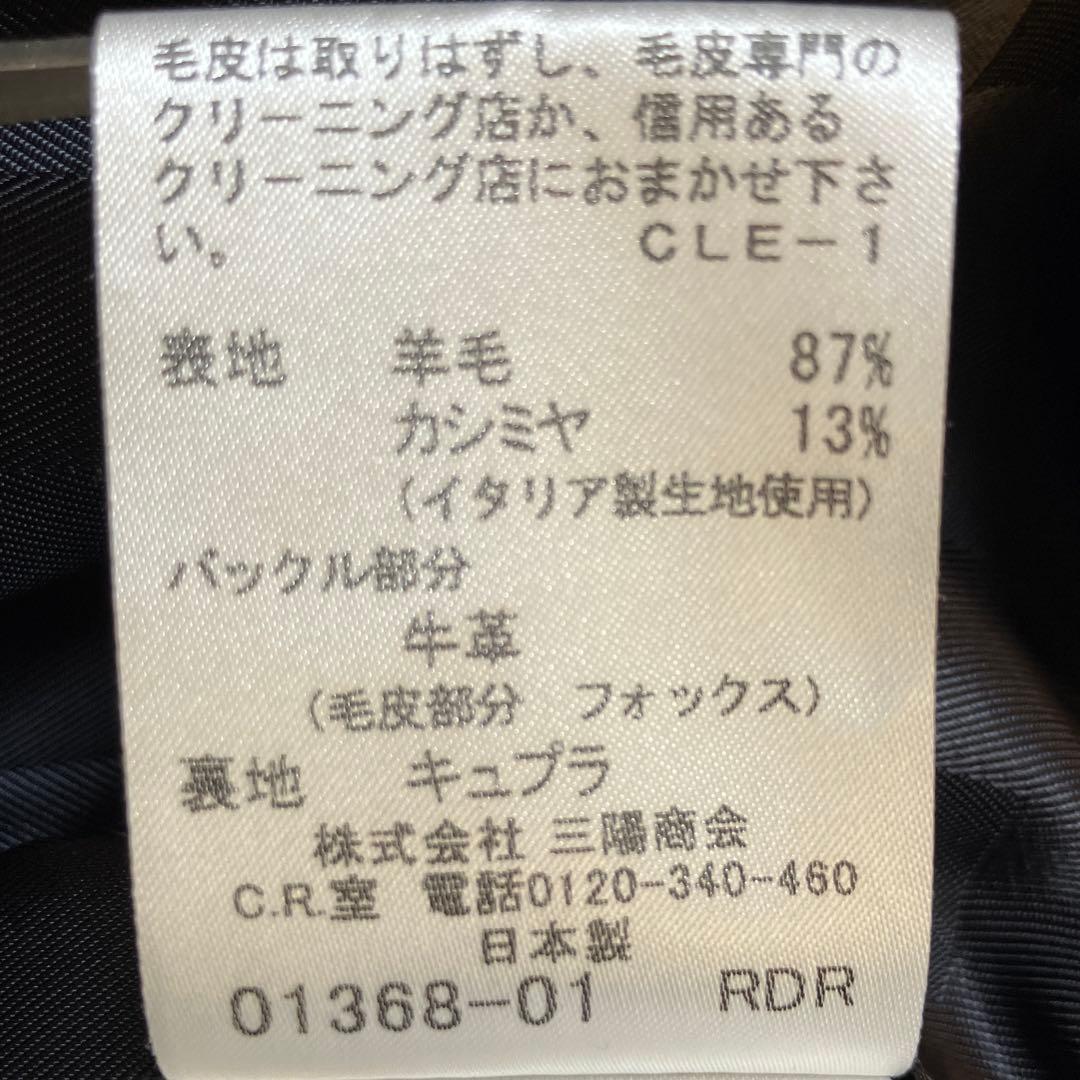 毛皮は取りはずし、毛皮専門の
クリーニング店か、信用ある
クリーニング店におまかせ下さ
い。 CLE-1
表地 羊毛 87%
カシミヤ 13%
(イタリア製生地使用)
バックル部分
牛革
(毛皮部分 フォックス)
裏地 キュプラ
株式会社 三陽商会
C.R.室 電話0120-340-460
日本製
01368-01 RDR